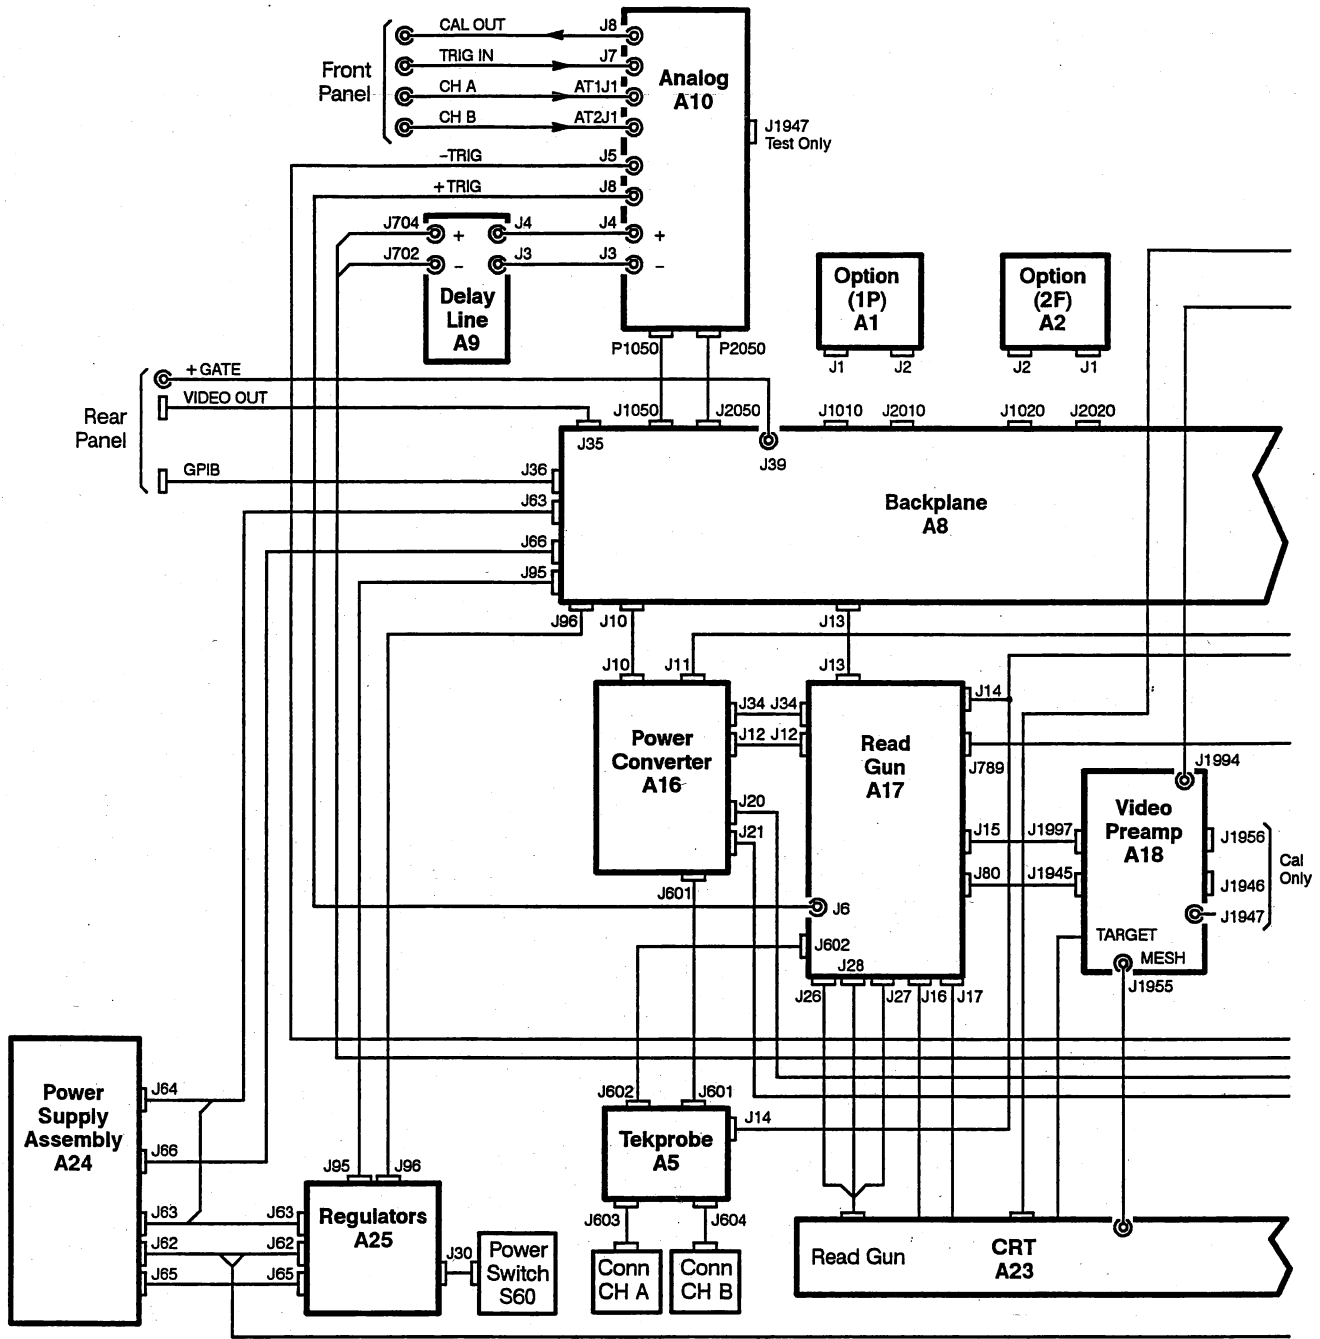 CAL OUT
J8
TRIG IN
J7
Front
Panel
CH A
AT1J1
CH B
AT2J1
Analog
A10
J1947
Test Only
–TRIG
J5
+ TRIG
J8
J704
+
J4
J4
+
J702
–
J3
J3
–
Delay
Line
A9
Option
(1P)
A1
J1
J2
Option
(2F)
A2
J2
J1
P1050
P2050
+ GATE
VIDEO OUT
Rear
Panel
GPIB
J35
J1050
J2050
J39
J1010
J2010
J1020
J2020
J36
J63
J66
J95
Backplane
A8
J96
J10
J13
J10
J11
J13
Power
Converter
A16
J34
J34
J12
J12
J20
J21
J601
Read
Gun
A17
J14
J789
J15
J1997
J80
J1945
J6
J602
J28
J26
J27
J16
J17
J1994
Video
Preamp
A18
J1956
J1946
J1947
Cal
Only
TARGET
MESH
J1955
Power
Supply
Assembly
A24
J64
J66
J63
J63
J62
J62
J65
J65
J95
J96
Regulators
A25
J30
Power
Switch
S60
J602
J601
Tekprobe
A5
J14
J603
J604
Conn
CH A
Conn
CH B
Read Gun
CRT
A23